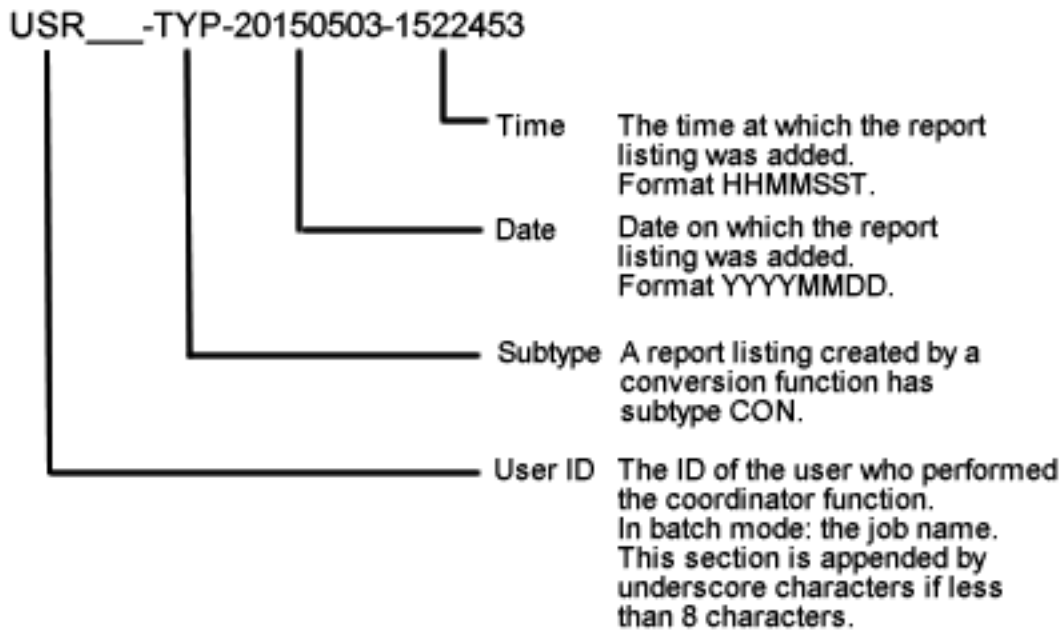 USR___-TYP-20150503-1522453
Time The time at which the report
listing was added.
Format HHMMSST.
Date Date on which the report
listing was added.
Format YYYYMMDD.
Subtype A report listing created by a
conversion function has
subtype CON.
User ID The ID of the user who performed
the coordinator function.
In batch mode: the job name.
This section is appended by
underscore characters if less
than 8 characters.